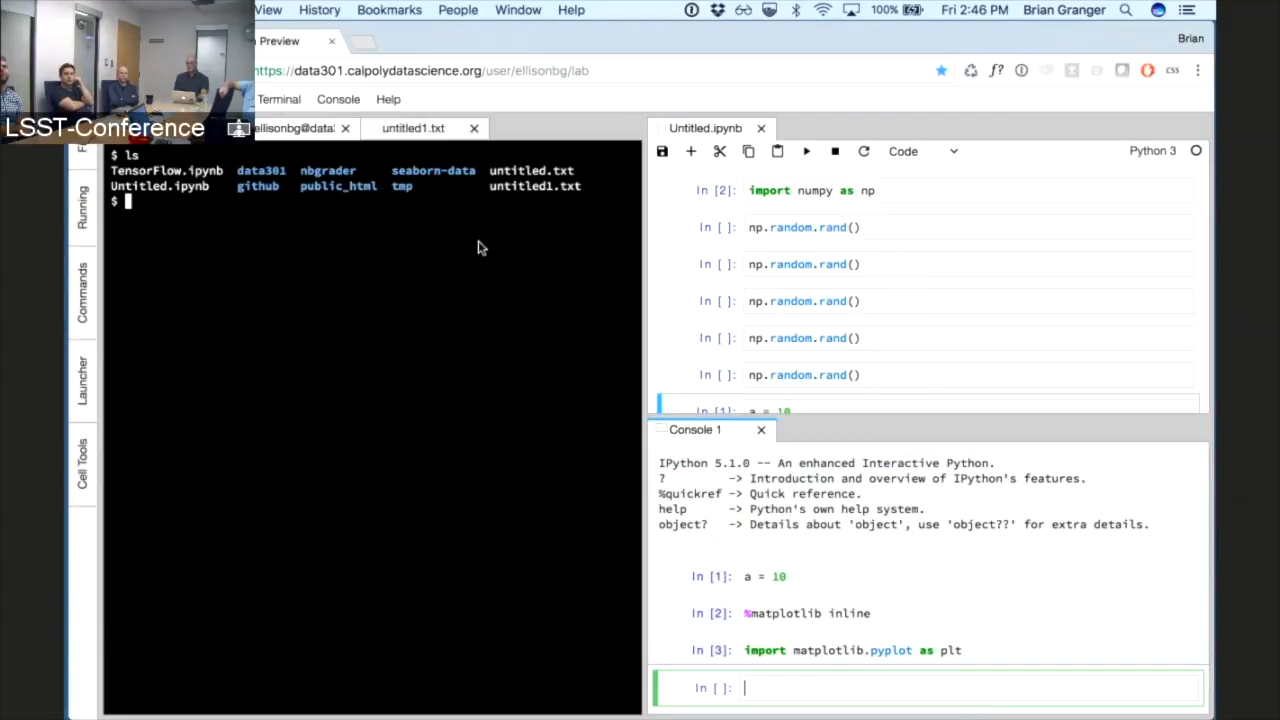 View History Bookmarks People Window Help 100% Fri 2:46 PM Brian Granger
Preview ×
Brian
https://data301.calpolydatascience.org/user/ellisonbg/lab
f? css
Terminal Console Help
LSST-Conference
ellisonbg@data: × untitled1.txt ×
Untitled.ipynb ×
Code Python 3
$ ls
TensorFlow.ipynb data301 nbgrader seaborn-data untitled.txt
Untitled.ipynb github public_html tmp untitled1.txt
$
Running
Commands
Launcher
Cell Tools
In [2]: import numpy as np
In [ ]: np.random.rand()
In [ ]: np.random.rand()
In [ ]: np.random.rand()
In [ ]: np.random.rand()
In [ ]: np.random.rand()
In [1]: a = 10
Console 1 ×
IPython 5.1.0 -- An enhanced Interactive Python.
? -> Introduction and overview of IPython's features.
%quickref -> Quick reference.
help -> Python's own help system.
object? -> Details about 'object', use 'object??' for extra details.
In [1]: a = 10
In [2]: %matplotlib inline
In [3]: import matplotlib.pyplot as plt
In [ ]: